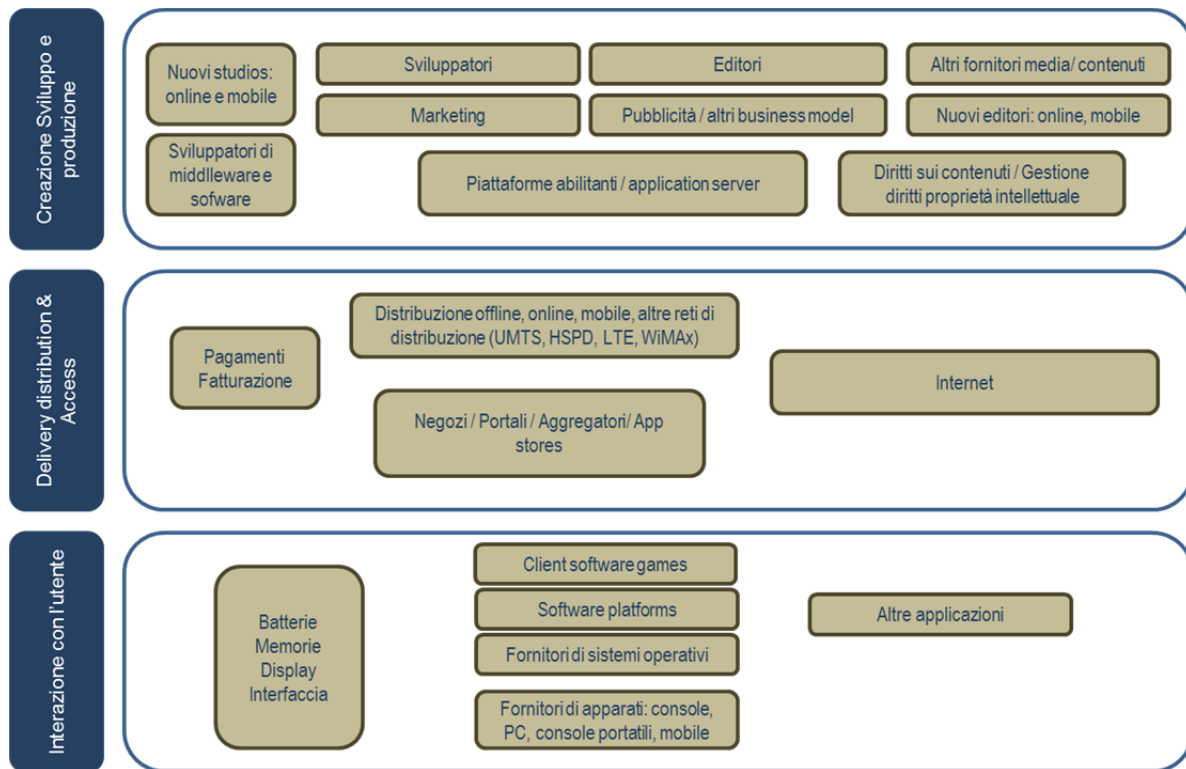 Creazione Sviluppo e
produzione
Nuovi studios:
online e mobile
Sviluppatori
Editori
Altri fornitori media/ contenuti
Marketing
Pubblicità / altri business model
Nuovi editori: online, mobile
Sviluppatori di
middlleware e
sofware
Piattaforme abilitanti / application server
Diritti sui contenuti / Gestione
diritti proprietà intellettuale
Delivery distribution &
Access
Pagamenti
Fatturazione
Distribuzione offline, online, mobile, altre reti di
distribuzione (UMTS, HSPD, LTE, WiMAx)
Internet
Negozi / Portali / Aggregatori/ App
stores
Interazione con l'utente
Batterie
Memorie
Display
Interfaccia
Client software games
Software platforms
Fornitori di sistemi operativi
Fornitori di apparati: console,
PC, console portatili, mobile
Altre applicazioni